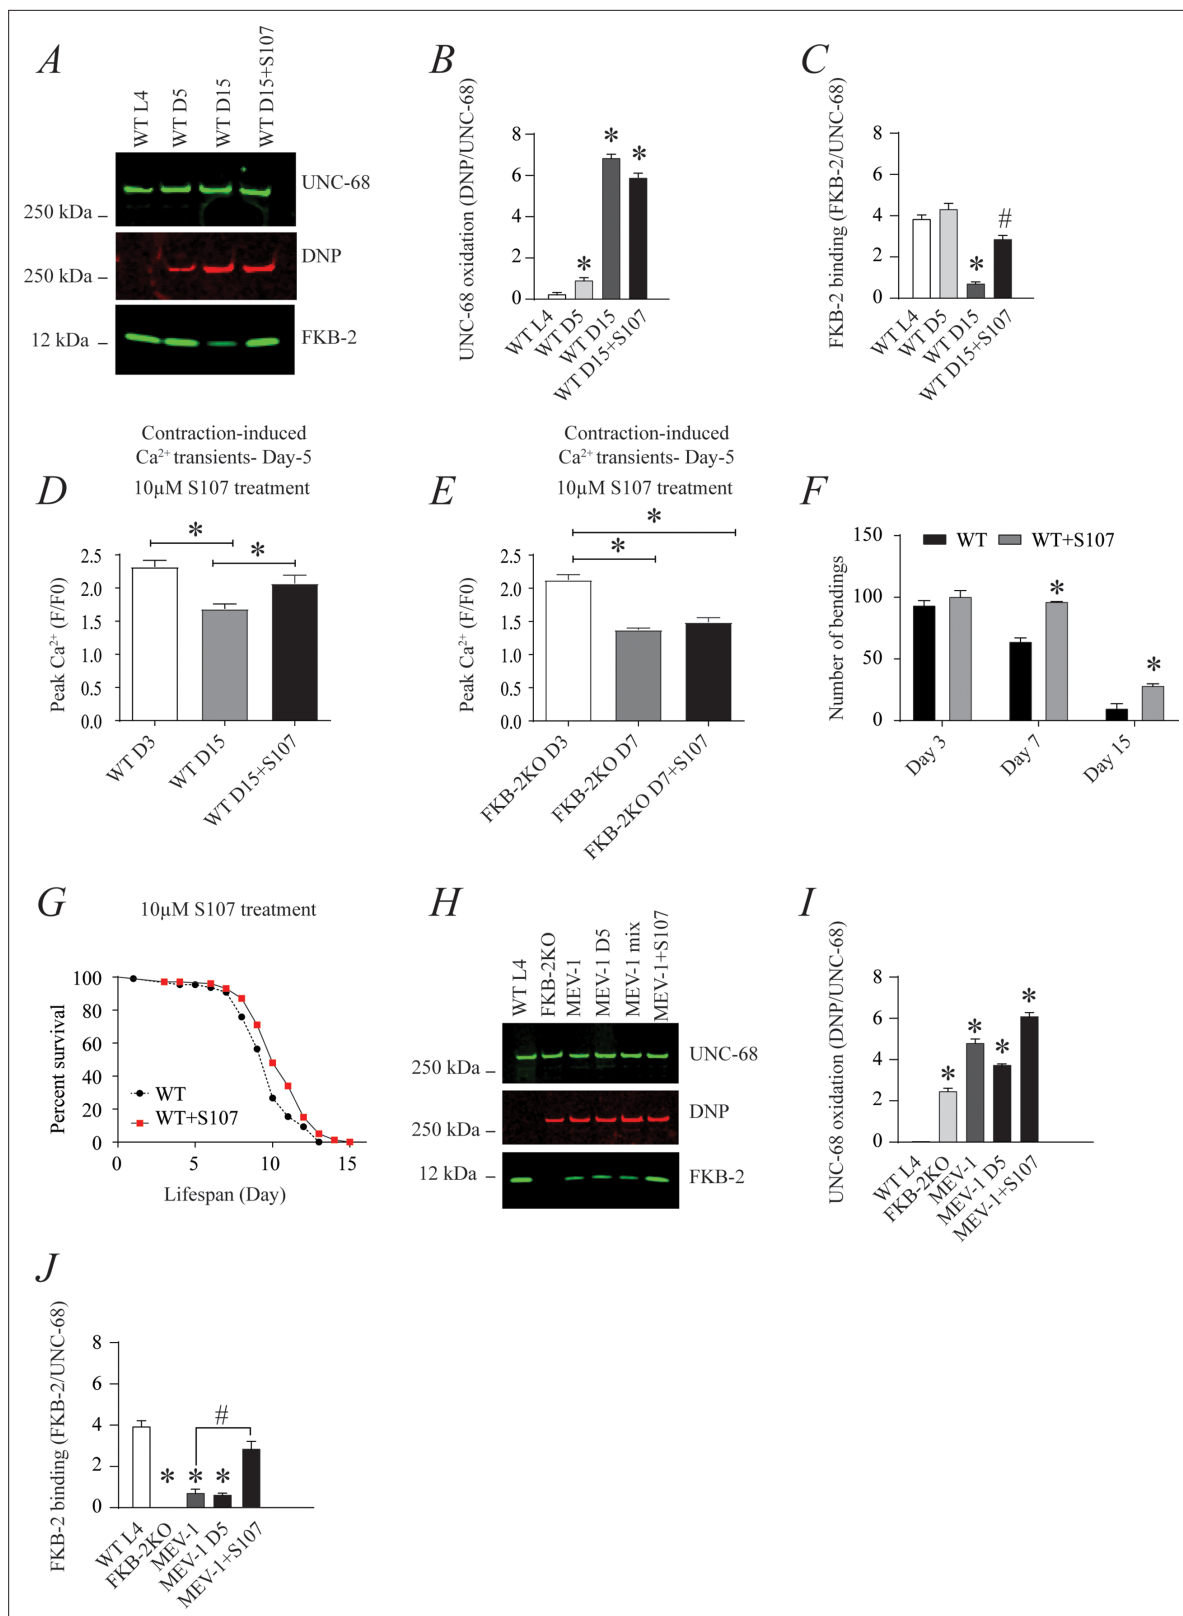 A
WT L4
WT D5
WT D15
WT D15+S107
UNC-68
250 kDa
DNP
250 kDa
12 kDa
FKB-2
B
UNC-68 oxidation (DNP/UNC-68)
8
6
4
2
0
*
*
*
WT L4
WT D5
WT D15
WT D15+S107
C
FKB-2 binding (FKB-2/UNC-68)
8
6
4
2
0
*
#
WT L4
WT D5
WT D15
WT D15+S107
D
Contraction-induced
Ca²⁺ transients- Day-5
10µM S107 treatment
Peak Ca²⁺ (F/F0)
2.5
2.0
1.5
1.0
0.5
0.0
*
*
WT D3
WT D15
WT D15+S107
E
Contraction-induced
Ca²⁺ transients- Day-5
10µM S107 treatment
Peak Ca²⁺ (F/F0)
2.5
2.0
1.5
1.0
0.5
0.0
*
*
FKB-2KO D3
FKB-2KO D7
FKB-2KO D7+S107
F
Number of bendings
150
100
50
0
WT
WT+S107
*
*
Day 3
Day 7
Day 15
G
10µM S107 treatment
Percent survival
100
80
60
40
20
0
WT
WT+S107
0
5
10
15
Lifespan (Day)
H
WT L4
FKB-2KO
MEV-1
MEV-1 D5
MEV-1 mix
MEV-1+S107
UNC-68
250 kDa
DNP
250 kDa
12 kDa
FKB-2
I
UNC-68 oxidation (DNP/UNC-68)
8
6
4
2
0
*
*
*
*
WT L4
FKB-2KO
MEV-1
MEV-1 D5
MEV-1+S107
J
FKB-2 binding (FKB-2/UNC-68)
8
6
4
2
0
#
* * *
WT L4
FKB-2KO
MEV-1
MEV-1 D5
MEV-1+S107